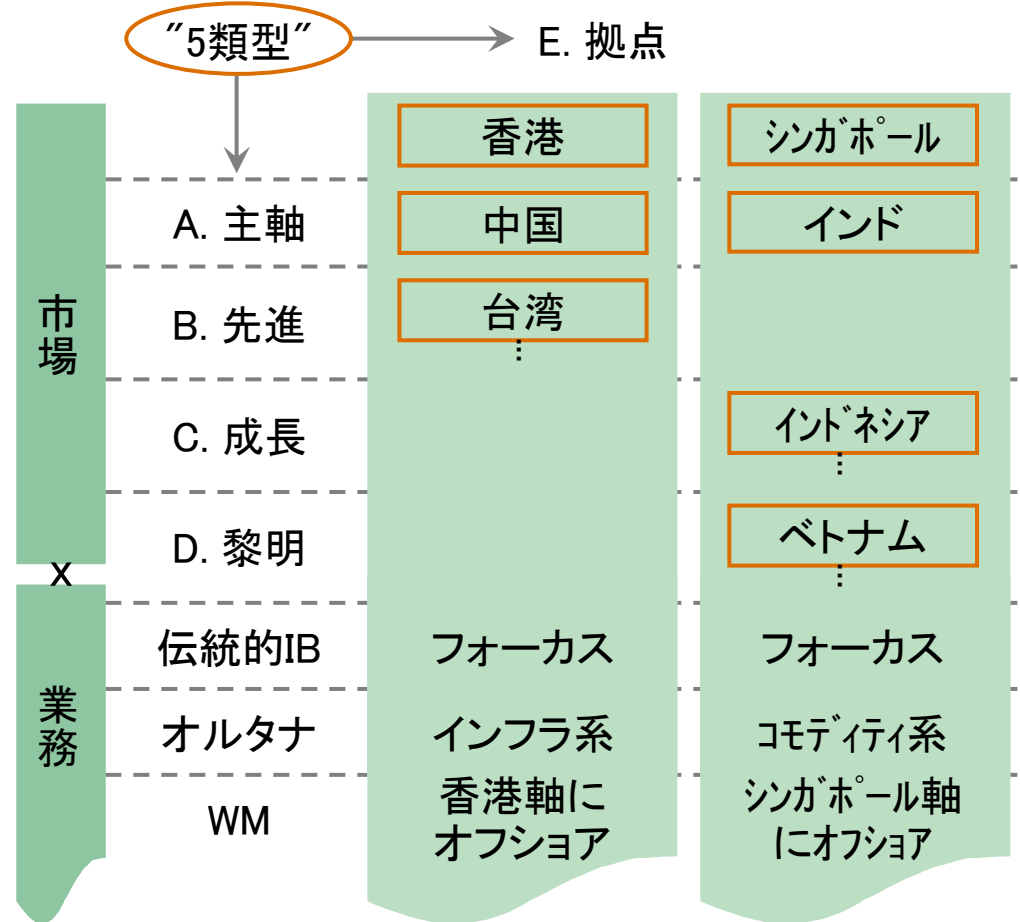 "5類型"
E. 拠点
香港
シンガポール
市場
A. 主軸
中国
インド
B. 先進
台湾
...
C. 成長
インドネシア
...
D. 黎明
ベトナム
...
x
業務
伝統的IB
フォーカス
フォーカス
オルタナ
インフラ系
コモディティ系
WM
香港軸に
オフショア
シンガポール軸
にオフショア